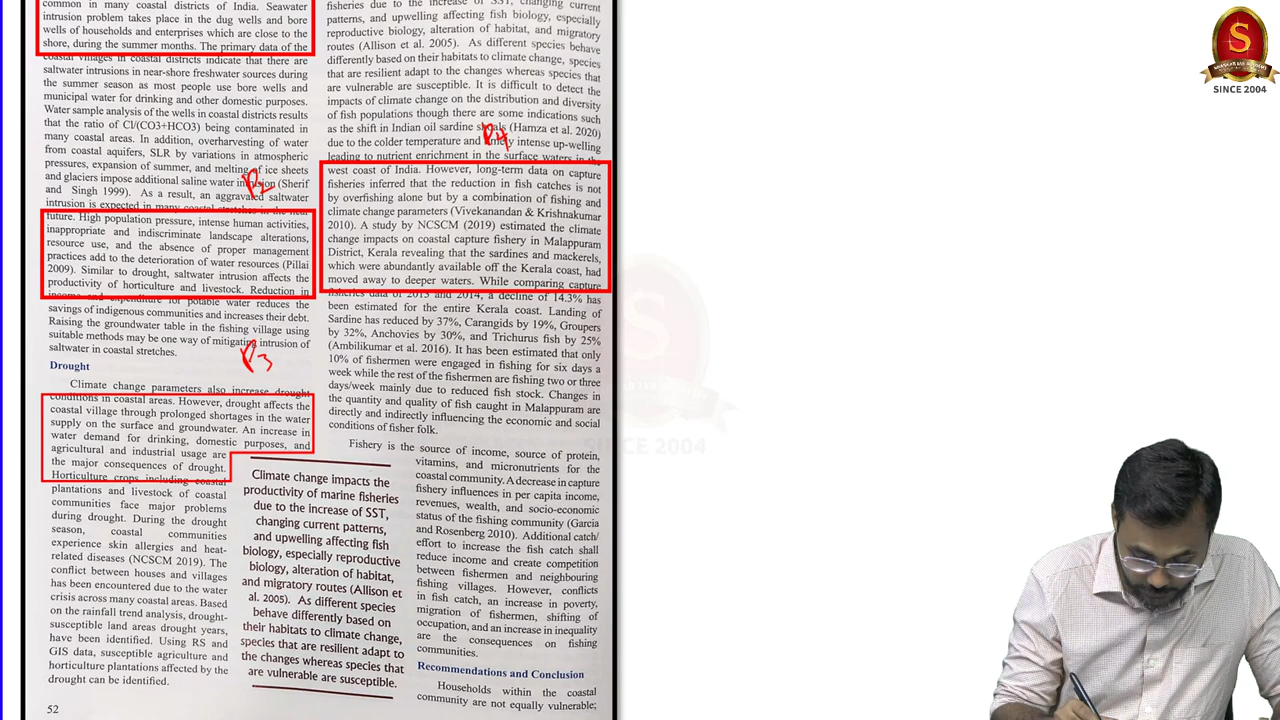 common in many coastal districts of India. Seawater
intrusion problem takes place in the dug wells and bore
wells of households and enterprises which are close to the
shore, during the summer months. The primary data of the
coastal villages in coastal districts indicate that there are
saltwater intrusions in near-shore freshwater sources during
the summer season as most people use bore wells and
municipal water for drinking and other domestic purposes.
Water sample analysis of the wells in coastal districts results
that the ratio of Cl/(CO3+HCO3) being contaminated in
many coastal areas. In addition, overharvesting of water
from coastal aquifers, SLR by variations in atmospheric
pressures, expansion of summer, and melting of ice sheets
and glaciers impose additional saline water intrusion (Sherif
and Singh 1999). As a result, an aggravated saltwater
intrusion is expected in many coastal stretches in the near
future. High population pressure, intense human activities,
inappropriate and indiscriminate landscape alterations,
resource use, and the absence of proper management
practices add to the deterioration of water resources (Pillai
2009). Similar to drought, saltwater intrusion affects the
productivity of horticulture and livestock. Reduction in
income and expenditure for potable water reduces the
savings of indigenous communities and increases their debt.
Raising the groundwater table in the fishing village using
suitable methods may be one way of mitigating intrusion of
saltwater in coastal stretches.
P2
P3
Drought
Climate change parameters also increase drought
conditions in coastal areas. However, drought affects the
coastal village through prolonged shortages in the water
supply on the surface and groundwater. An increase in
water demand for drinking, domestic purposes, and
agricultural and industrial usage are
the major consequences of drought.
Horticulture crops including coastal
plantations and livestock of coastal
communities face major problems
during drought. During the drought
season, coastal communities
experience skin allergies and heat-
related diseases (NCSCM 2019). The
conflict between houses and villages
has been encountered due to the water
crisis across many coastal areas. Based
on the rainfall trend analysis, drought-
susceptible land areas drought years,
have been identified. Using RS and
GIS data, susceptible agriculture and
horticulture plantations affected by the
drought can be identified.
52
Climate change impacts the
productivity of marine fisheries
due to the increase of SST,
changing current patterns,
and upwelling affecting fish
biology, especially reproductive
biology, alteration of habitat,
and migratory routes (Allison et
al. 2005). As different species
behave differently based on
their habitats to climate change,
species that are resilient adapt to
the changes whereas species that
are vulnerable are susceptible.
fisheries due to the increase of SST, changing current
patterns, and upwelling affecting fish biology, especially
reproductive biology, alteration of habitat, and migratory
routes (Allison et al. 2005). As different species behave
differently based on their habitats to climate change, species
that are resilient adapt to the changes whereas species that
are vulnerable are susceptible. It is difficult to detect the
impacts of climate change on the distribution and diversity
of fish populations though there are some indications such
as the shift in Indian oil sardine shoals (Hamza et al. 2020)
due to the colder temperature and timely intense up-welling
leading to nutrient enrichment in the surface waters in the
west coast of India. However, long-term data on capture
fisheries inferred that the reduction in fish catches is not
by overfishing alone but by a combination of fishing and
climate change parameters (Vivekanandan & Krishnakumar
2010). A study by NCSCM (2019) estimated the climate
change impacts on coastal capture fishery in Malappuram
District, Kerala revealing that the sardines and mackerels,
which were abundantly available off the Kerala coast, had
moved away to deeper waters. While comparing capture
fisheries data of 2013 and 2014, a decline of 14.3% has
been estimated for the entire Kerala coast. Landing of
Sardine has reduced by 37%, Carangids by 19%, Groupers
by 32%, Anchovies by 30%, and Trichurus fish by 25%
(Ambilikumar et al. 2016). It has been estimated that only
10% of fishermen were engaged in fishing for six days a
week while the rest of the fishermen are fishing two or three
days/week mainly due to reduced fish stock. Changes in
the quantity and quality of fish caught in Malappuram are
directly and indirectly influencing the economic and social
conditions of fisher folk.
P4
Fishery is the source of income, source of protein,
vitamins, and micronutrients for the
coastal community. A decrease in capture
fishery influences in per capita income,
revenues, wealth, and socio-economic
status of the fishing community (Garcia
and Rosenberg 2010). Additional catch/
effort to increase the fish catch shall
reduce income and create competition
between fishermen and neighbouring
fishing villages. However, conflicts
in fish catch, an increase in poverty,
migration of fishermen, shifting of
occupation, and an increase in inequality
are the consequences on fishing
communities.
Recommendations and Conclusion
Households within the coastal
community are not equally vulnerable;
S
SINCE 2004
S
SINCE 2004